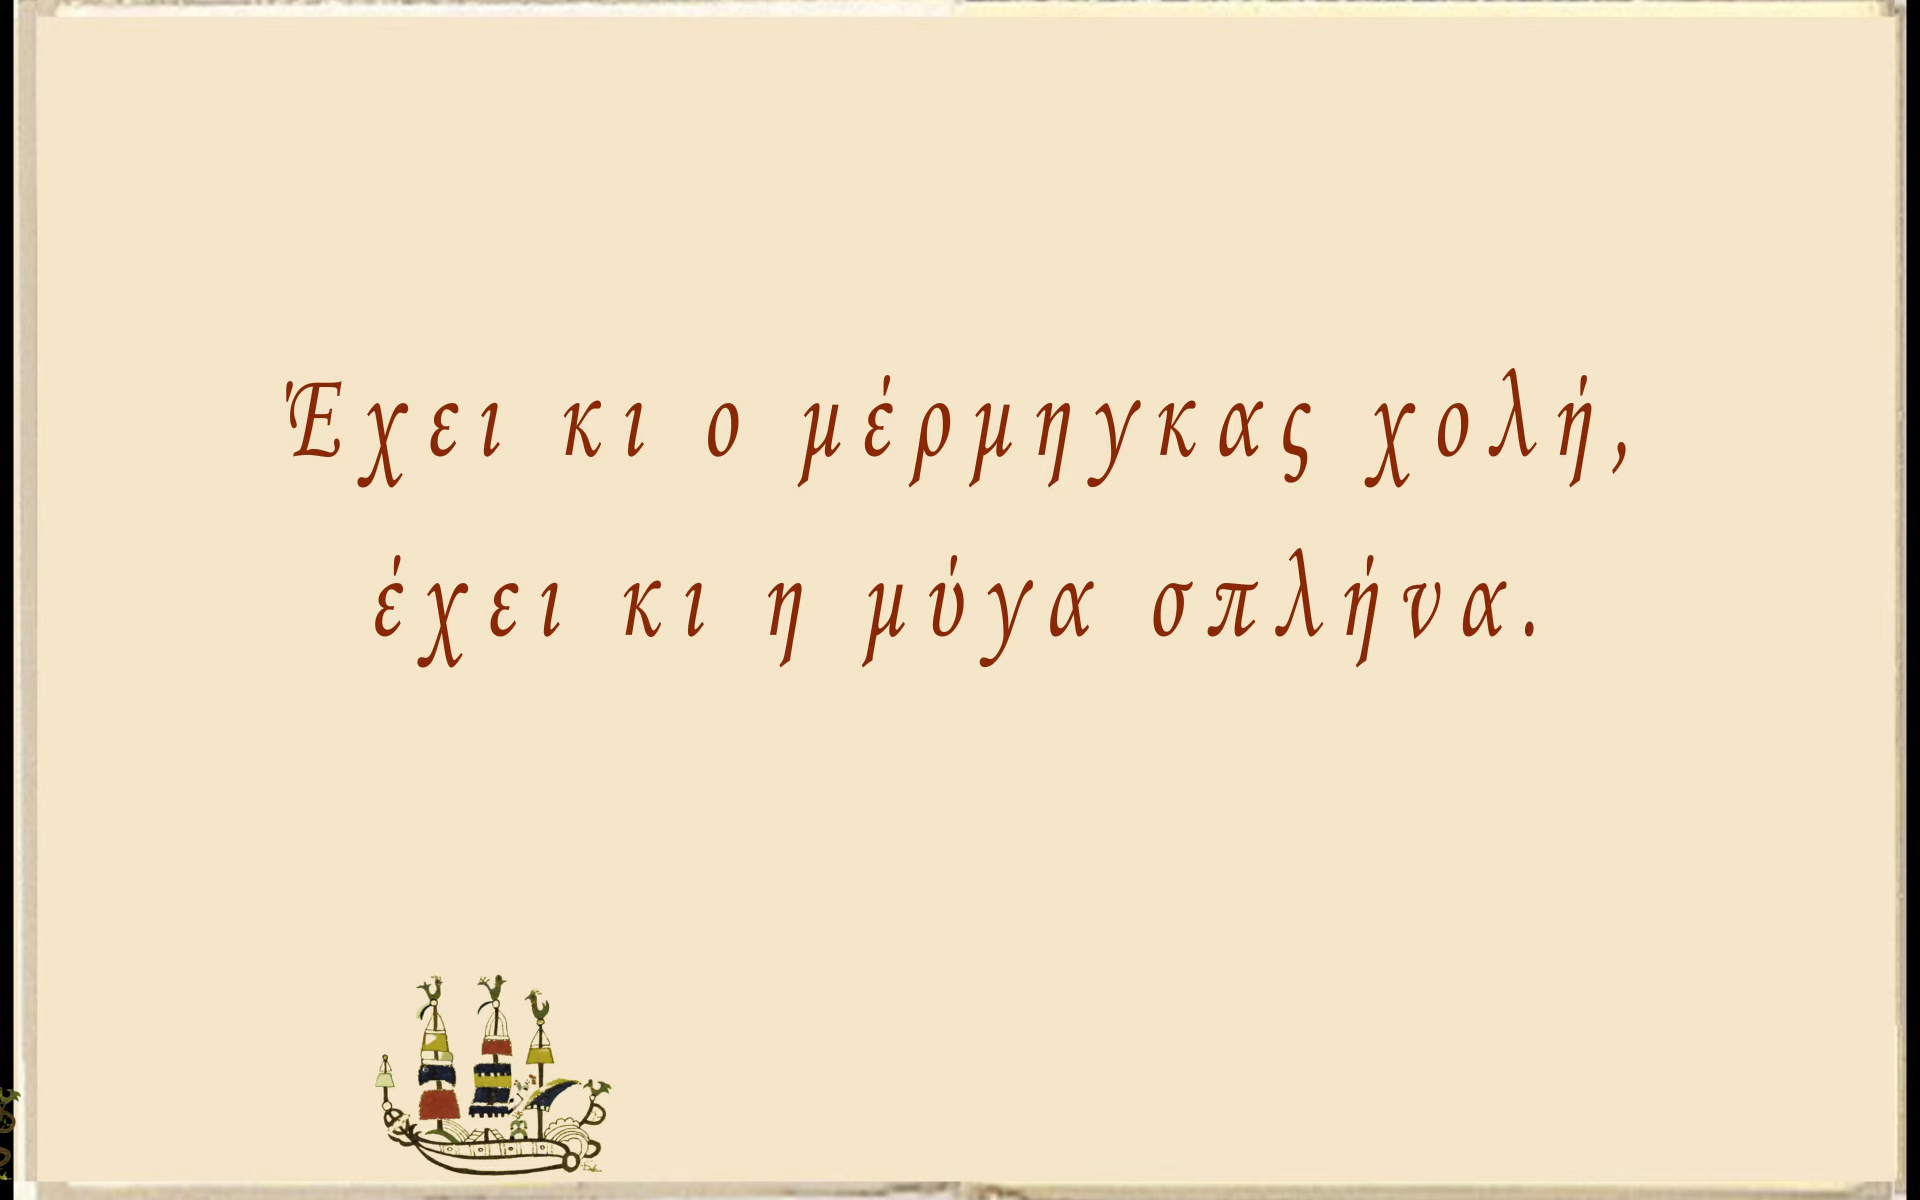 Έχει κι ο μέρμηγκας χολή,
έχει κι η μύγα σπλήνα.